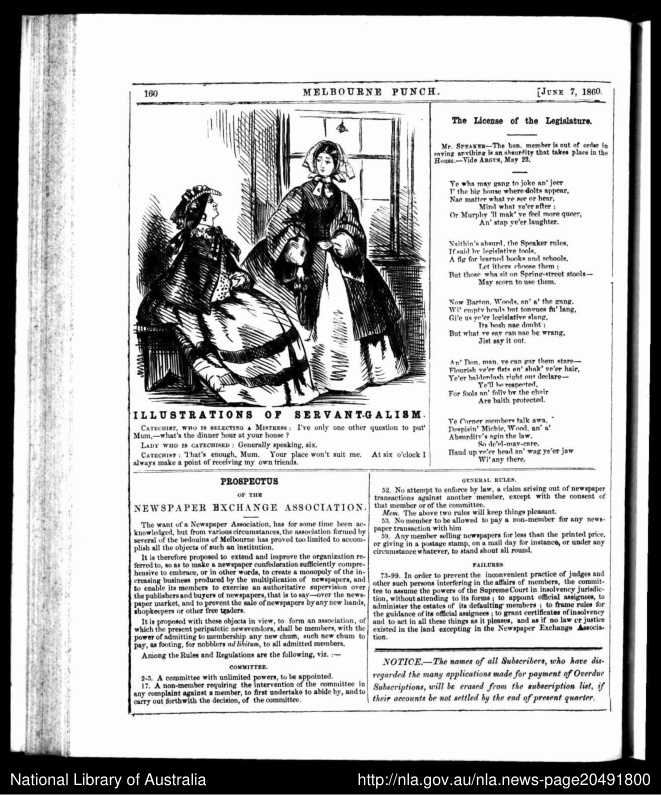 160
MELBOURNE PUNCH.
[JUNE 7, 1860.
ILLUSTRATIONS OF SERVANT-GALISM.
CATECHIST, WHO IS SELECTING A MISTRESS : I've only one other question to put'
Mum,—what's the dinner hour at your house ?
LADY WHO IS CATECHISED : Generally speaking, six.
CATECHIST : That's enough, Mum. Your place won't suit me. At six o'clock I
always make a point of receiving my own friends.
The License of the Legislature.
MR. SPEAKER—The hon. member is out of order in
saying anything is an absurdity that takes place in the
House.—Vide ARGUS, May 23.
Ye wha may gang to joke an' jeer
I' the big house where dolts appear,
Nae matter what ye see or hear,
Mind what ye'er after ;
Or Murphy 'll mak' ye feel more queer,
An' stap ye'er laughter.
Naithin's absurd, the Speaker rules,
If said by legislative tools,
A fig for learned books and schools,
Let ithers choose them ;
But those wha sit on Spring-street stools—
May scorn to use them.
Now Barton, Woods, an' a' the gang,
Wi' empty heads but tongues fu' lang,
Gi'e us ye'er legislative slang,
Its bosh nae doubt ;
But what ye say can nae be wrang,
Jist say it out.
An' Don, man, ye can gar them stare—
Flourish ye'er fists an' shak' ye'er hair,
Ye'er balderdash right out declare—
Ye'll be respected,
For fools an' folly by the chair
Are baith protected.
Ye Corner members talk awa,
Despisin' Michie, Wood, an' a'
Absurdity's agin the law,
So de'el-may-care,
Haud up ye'er head an' wag ye'er jaw
Wi' any there.
PROSPECTUS
OF THE
NEWSPAPER EXCHANGE ASSOCIATION.
The want of a Newspaper Association, has for some time been ac-
knowledged, but from various circumstances, the association formed by
several of the bedouins of Melbourne has proved too limited to accom-
plish all the objects of such an institution.
It is therefore proposed to extend and improve the organization re-
ferred to, so as to make a newspaper confederation sufficiently compre-
hensive to embrace, or in other words, to create a monopoly of the in-
creasing business produced by the multiplication of newspapers, and
to enable its members to exercise an authoritative supervision over
the publishers and buyers of newspapers, that is to say—over the news-
paper market, and to prevent the sale of newspapers by any new hands,
shopkeepers or other free traders.
It is proposed with these objects in view, to form an association, of
which the present peripatetic newsvendors, shall be members, with the
power of admitting to membership any new chum, such new chum to
pay, as footing, for nobblers ad libitum, to all admitted members.
Among the Rules and Regulations are the following, viz. :—
COMMITTEE.
2-3. A committee with unlimited powers, to be appointed.
17. A non-member requiring the intervention of the committee in
any complaint against a member, to first undertake to abide by, and to
carry out forthwith the decision, of the committee.
GENERAL RULES.
52. No attempt to enforce by law, a claim arising out of newspaper
transactions against another member, except with the consent of
that member or of the committee.
Mem. The above two rules will keep things pleasant.
53. No member to be allowed to pay a non-member for any news-
paper transaction with him
59. Any member selling newspapers for less than the printed price,
or giving in a postage stamp, on a mail day for instance, or under any
circumstance whatever, to stand shout all round.
FAILURES.
73-99. In order to prevent the inconvenient practice of judges and
other such persons interfering in the affairs of members, the commit-
tee to assume the powers of the Supreme Court in insolvency jurisdic-
tion, without attending to its forms ; to appoint official assignees, to
administer the estates of its defaulting members : to frame rules for
the guidance of its official assignees ; to grant certificates of insolvency
and to act in all these things as it pleases, and as if no law or justice
existed in the land excepting in the Newspaper Exchange Associa-
tion.
NOTICE.—The names of all Subscribers, who have dis-
regarded the many applications made for payment of Overdue
Subscriptions, will be erased from the subscription list, if
their accounts be not settled by the end of present quarter.
National Library of Australia
http://nla.gov.au/nla.news-page20491800